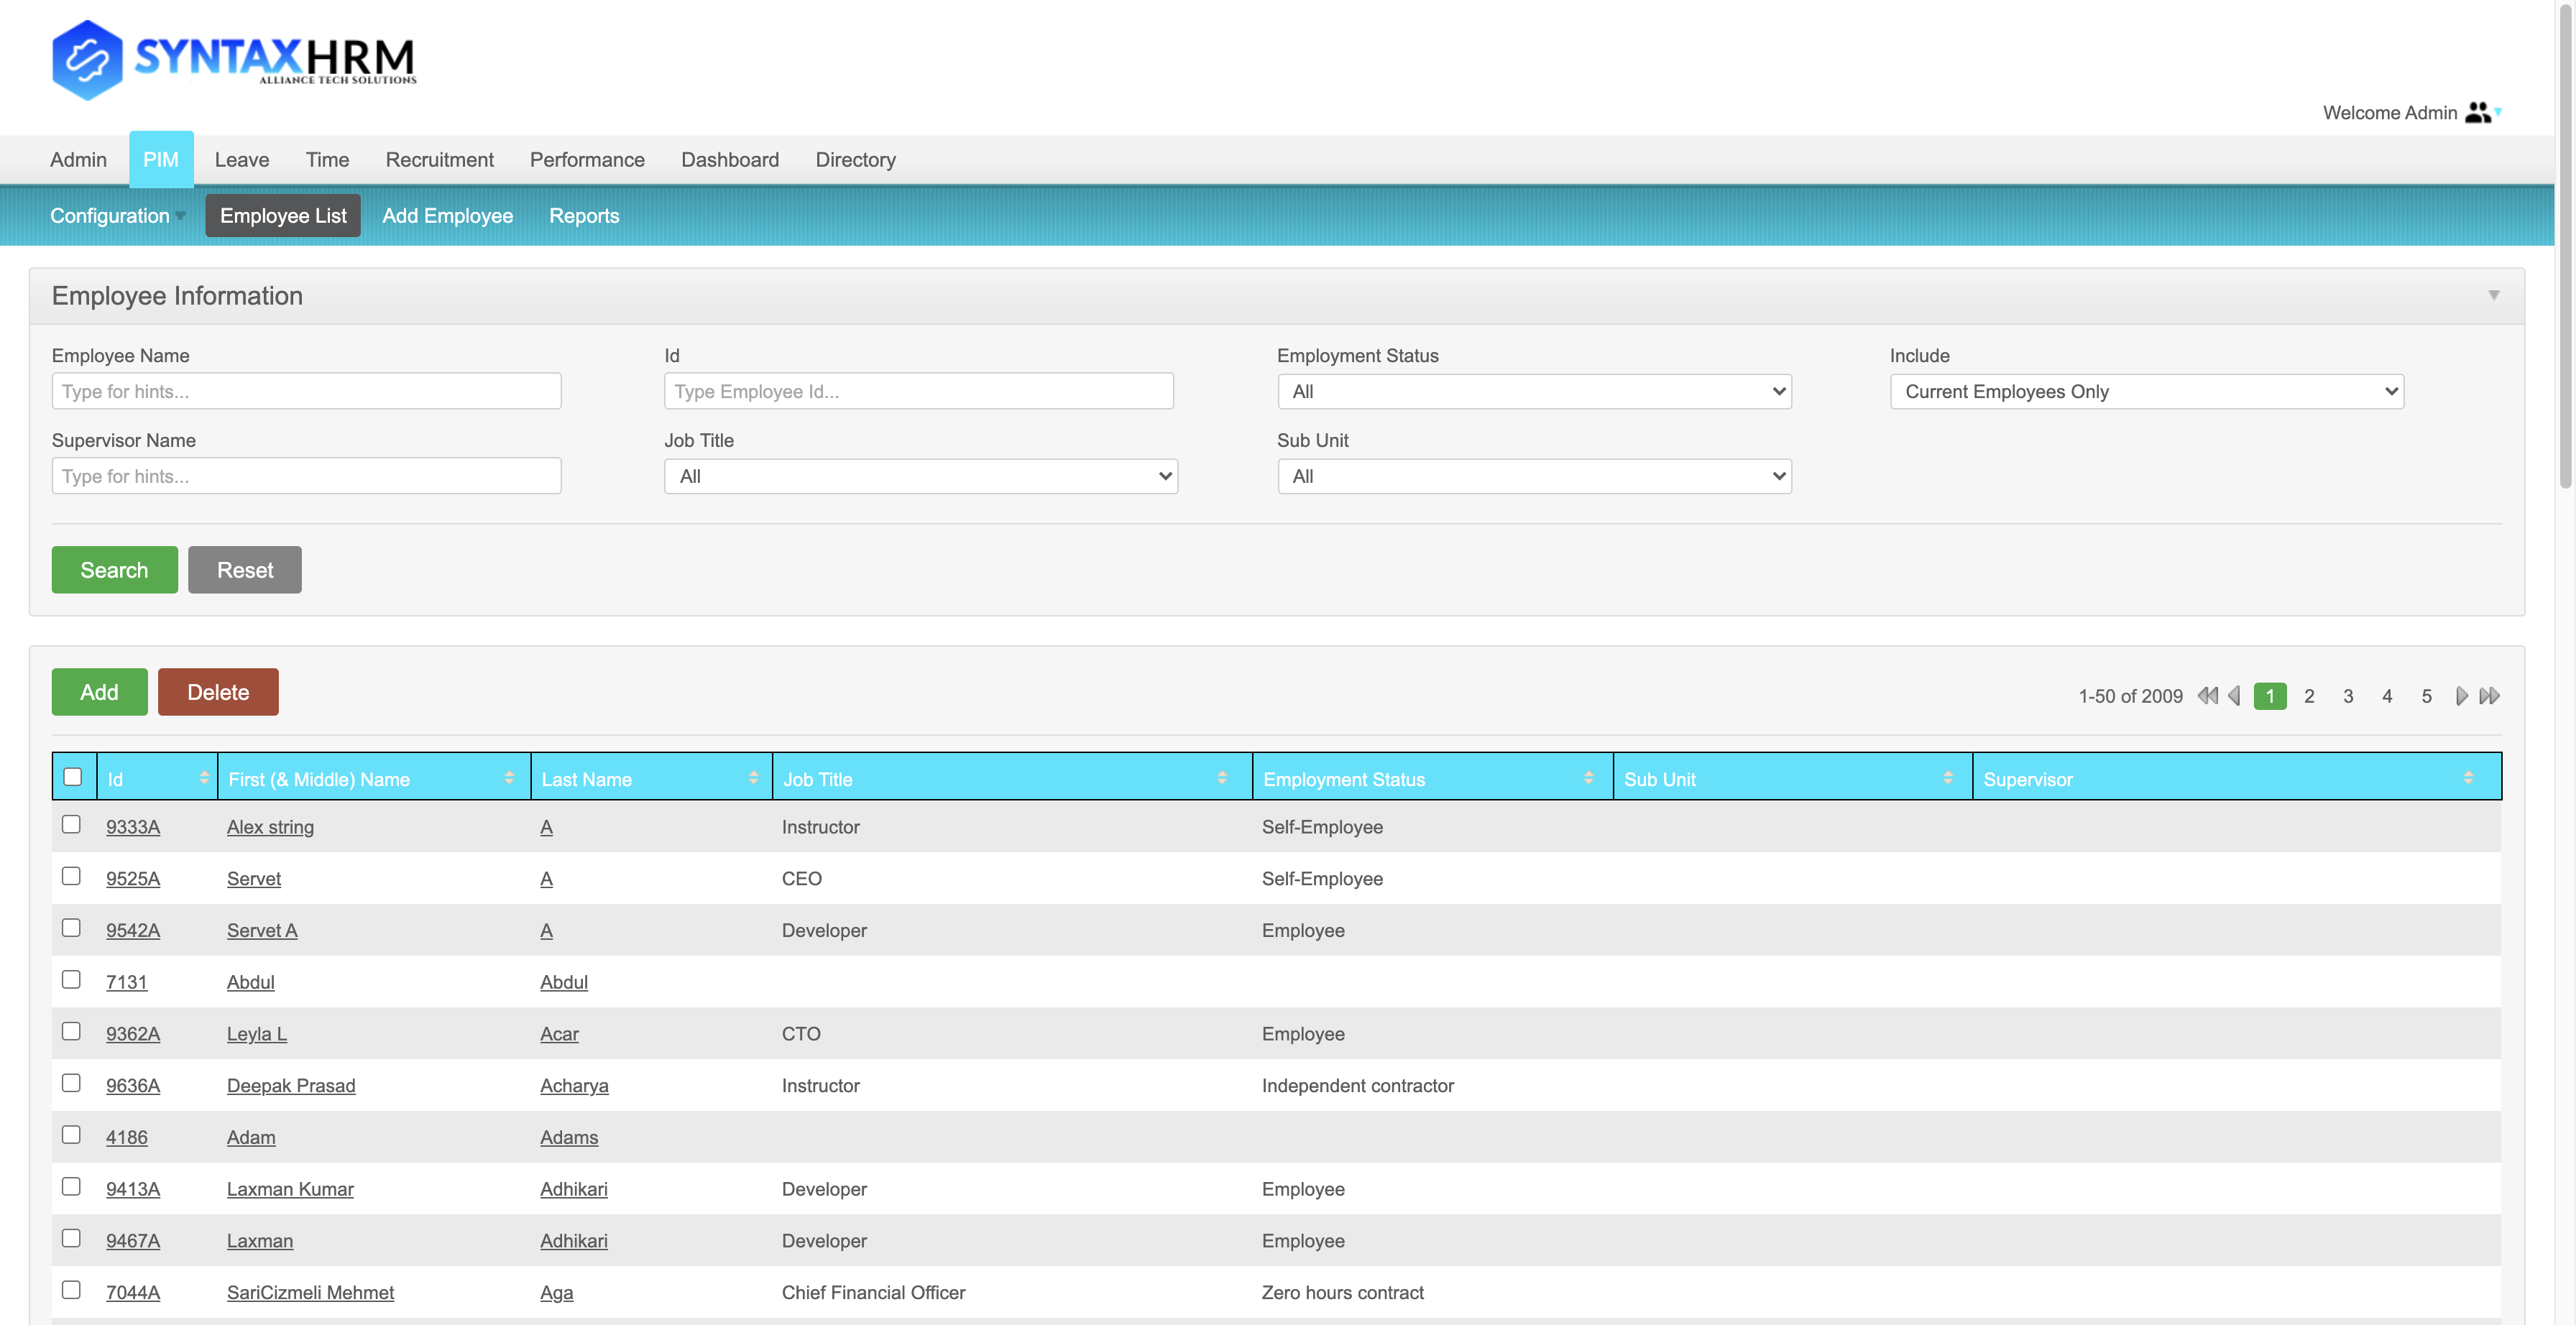 SYNTAXHRM
ALLIANCE TECH SOLUTIONS
Welcome Admin
Admin PIM Leave Time Recruitment Performance Dashboard Directory
Configuration Employee List Add Employee Reports
Employee Information
Employee Name Id Employment Status Include
Type for hints... Type Employee Id... All Current Employees Only
Supervisor Name Job Title Sub Unit
Type for hints... All All
Search Reset
Add Delete 1-50 of 2009 1 2 3 4 5
Id First (& Middle) Name Last Name Job Title Employment Status Sub Unit Supervisor
9333A Alex string A Instructor Self-Employee
9525A Servet A CEO Self-Employee
9542A Servet A A Developer Employee
7131 Abdul Abdul
9362A Leyla L Acar CTO Employee
9636A Deepak Prasad Acharya Instructor Independent contractor
4186 Adam Adams
9413A Laxman Kumar Adhikari Developer Employee
9467A Laxman Adhikari Developer Employee
7044A SariCizmeli Mehmet Aga Chief Financial Officer Zero hours contract